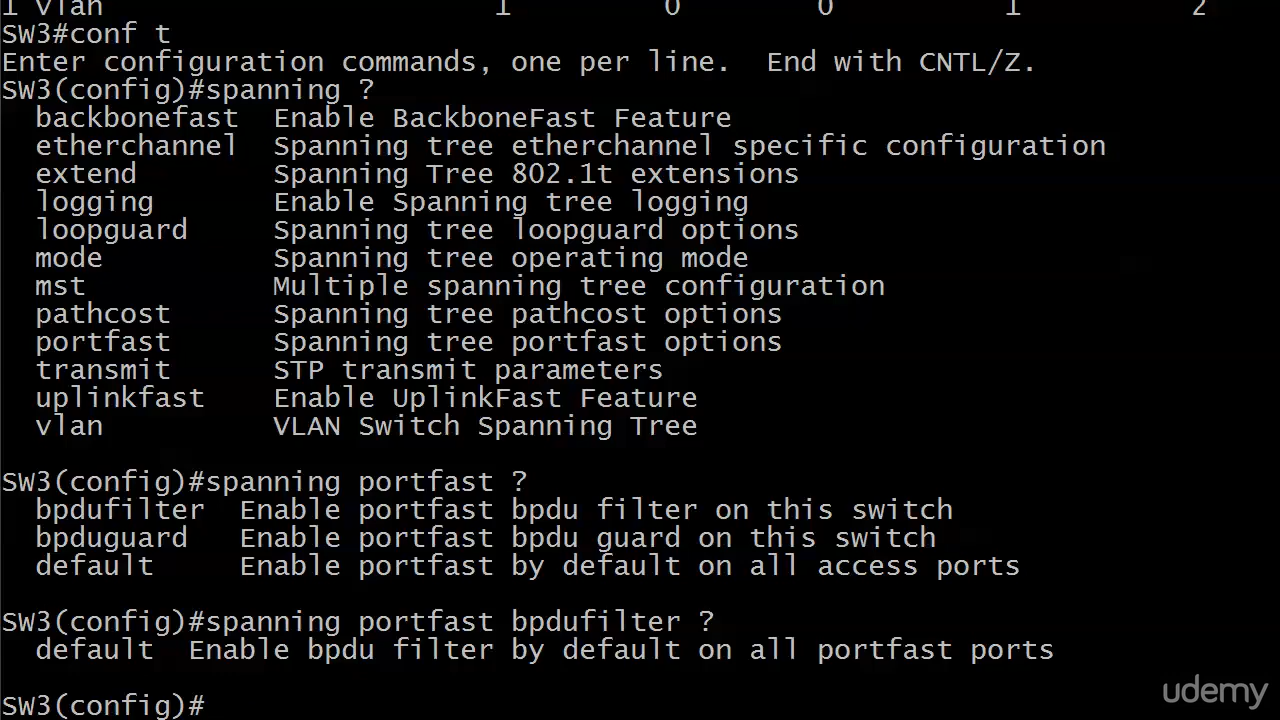 1 vlan 1 0 0 1 2
SW3#conf t
Enter configuration commands, one per line.  End with CNTL/Z.
SW3(config)#spanning ?
  backbonefast  Enable BackboneFast Feature
  etherchannel  Spanning tree etherchannel specific configuration
  extend        Spanning Tree 802.1t extensions
  logging       Enable Spanning tree logging
  loopguard     Spanning tree loopguard options
  mode          Spanning tree operating mode
  mst           Multiple spanning tree configuration
  pathcost      Spanning tree pathcost options
  portfast      Spanning tree portfast options
  transmit      STP transmit parameters
  uplinkfast    Enable UplinkFast Feature
  vlan          VLAN Switch Spanning Tree
SW3(config)#spanning portfast ?
  bpdufilter  Enable portfast bpdu filter on this switch
  bpduguard   Enable portfast bpdu guard on this switch
  default     Enable portfast by default on all access ports
SW3(config)#spanning portfast bpdufilter ?
  default  Enable bpdu filter by default on all portfast ports
SW3(config)#
udemy